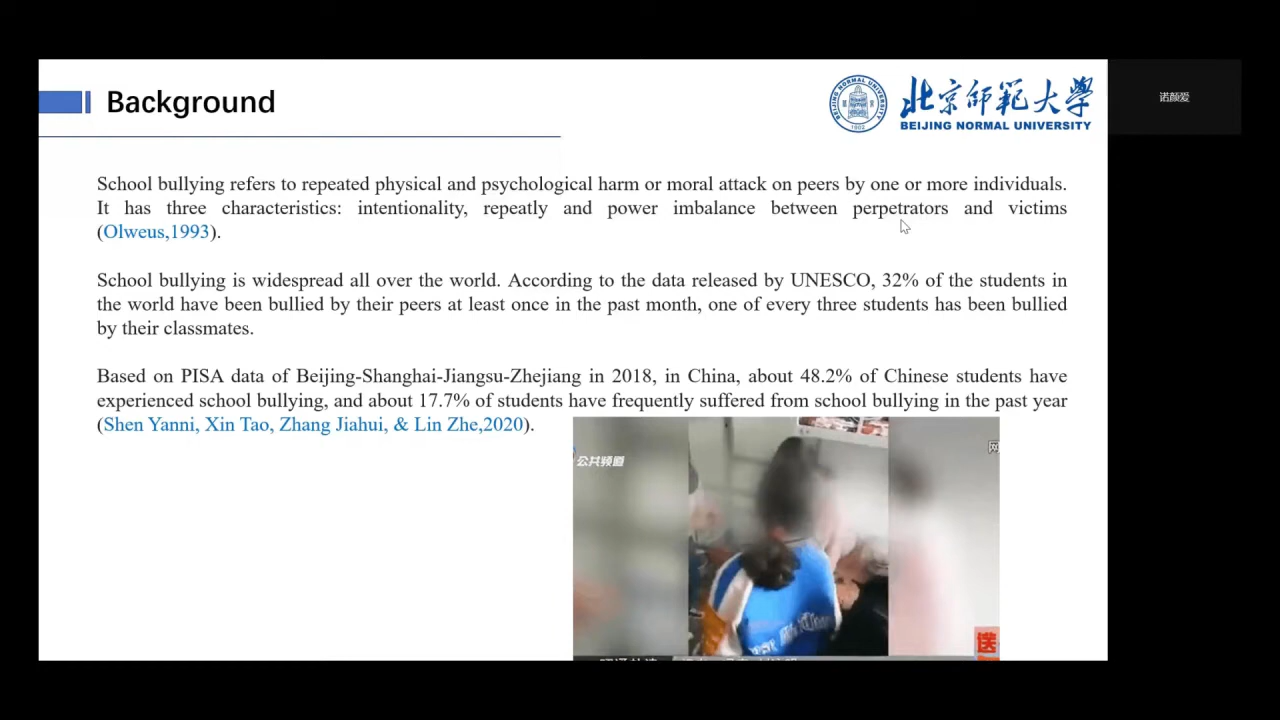 Background
北京師範大學
BEIJING NORMAL UNIVERSITY
诺颜爱
School bullying refers to repeated physical and psychological harm or moral attack on peers by one or more individuals.
It has three characteristics: intentionality, repeatly and power imbalance between perpetrators and victims
(Olweus,1993).
School bullying is widespread all over the world. According to the data released by UNESCO, 32% of the students in
the world have been bullied by their peers at least once in the past month, one of every three students has been bullied
by their classmates.
Based on PISA data of Beijing-Shanghai-Jiangsu-Zhejiang in 2018, in China, about 48.2% of Chinese students have
experienced school bullying, and about 17.7% of students have frequently suffered from school bullying in the past year
(Shen Yanni, Xin Tao, Zhang Jiahui, & Lin Zhe,2020).
公共频道
网
送